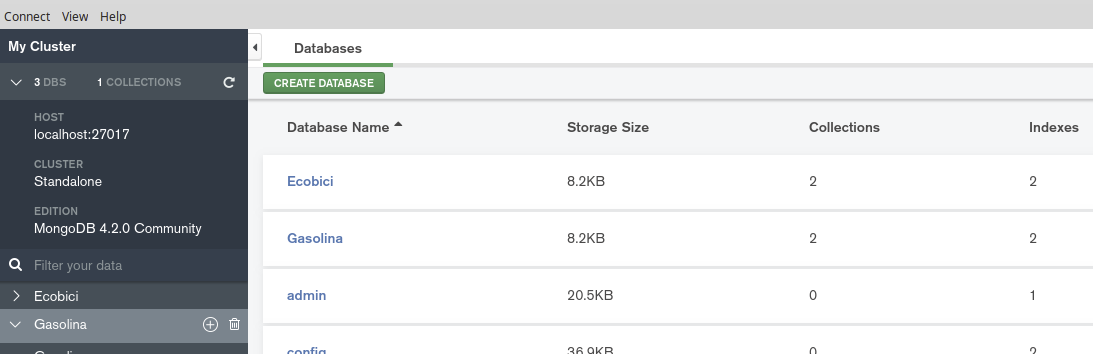 Connect View Help
My Cluster
3 DBS 1 COLLECTIONS
HOST
localhost:27017
CLUSTER
Standalone
EDITION
MongoDB 4.2.0 Community
Filter your data
Ecobici
Gasolina
Databases
CREATE DATABASE
Database Name Storage Size Collections Indexes
Ecobici 8.2KB 2 2
Gasolina 8.2KB 2 2
admin 20.5KB 0 1
config 36.9KB 0 2